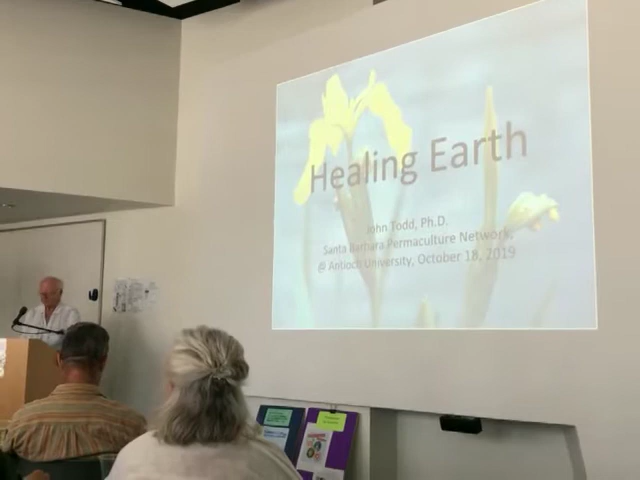 Healing Earth
John Todd, Ph.D.
Santa Barbara Permaculture Network,
@ Antioch University, October 18, 2019